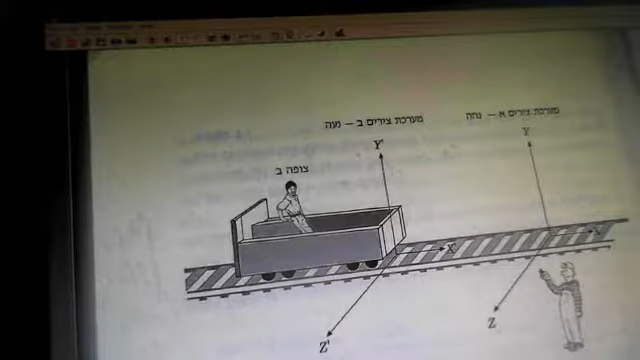 מערכת צירים א – נחה
מערכת צירים ב – נעה
Y
Y'
צופה ב
X'
X
Z
Z'